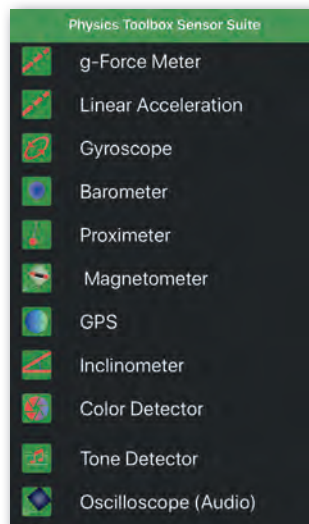 Physics Toolbox Sensor Suite
g-Force Meter
Linear Acceleration
Gyroscope
Barometer
Proximeter
Magnetometer
GPS
Inclinometer
Color Detector
Tone Detector
Oscilloscope (Audio)